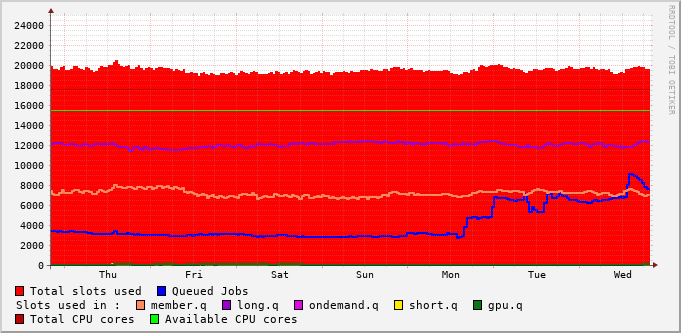 24000
22000
20000
18000
16000
14000
12000
10000
8000
6000
4000
2000
0
Thu Fri Sat Sun Mon Tue Wed
RRDTOOL / TOBI OETIKER
Total slots used Queued Jobs
Slots used in : member.q long.q ondemand.q short.q gpu.q
Total CPU cores Available CPU cores